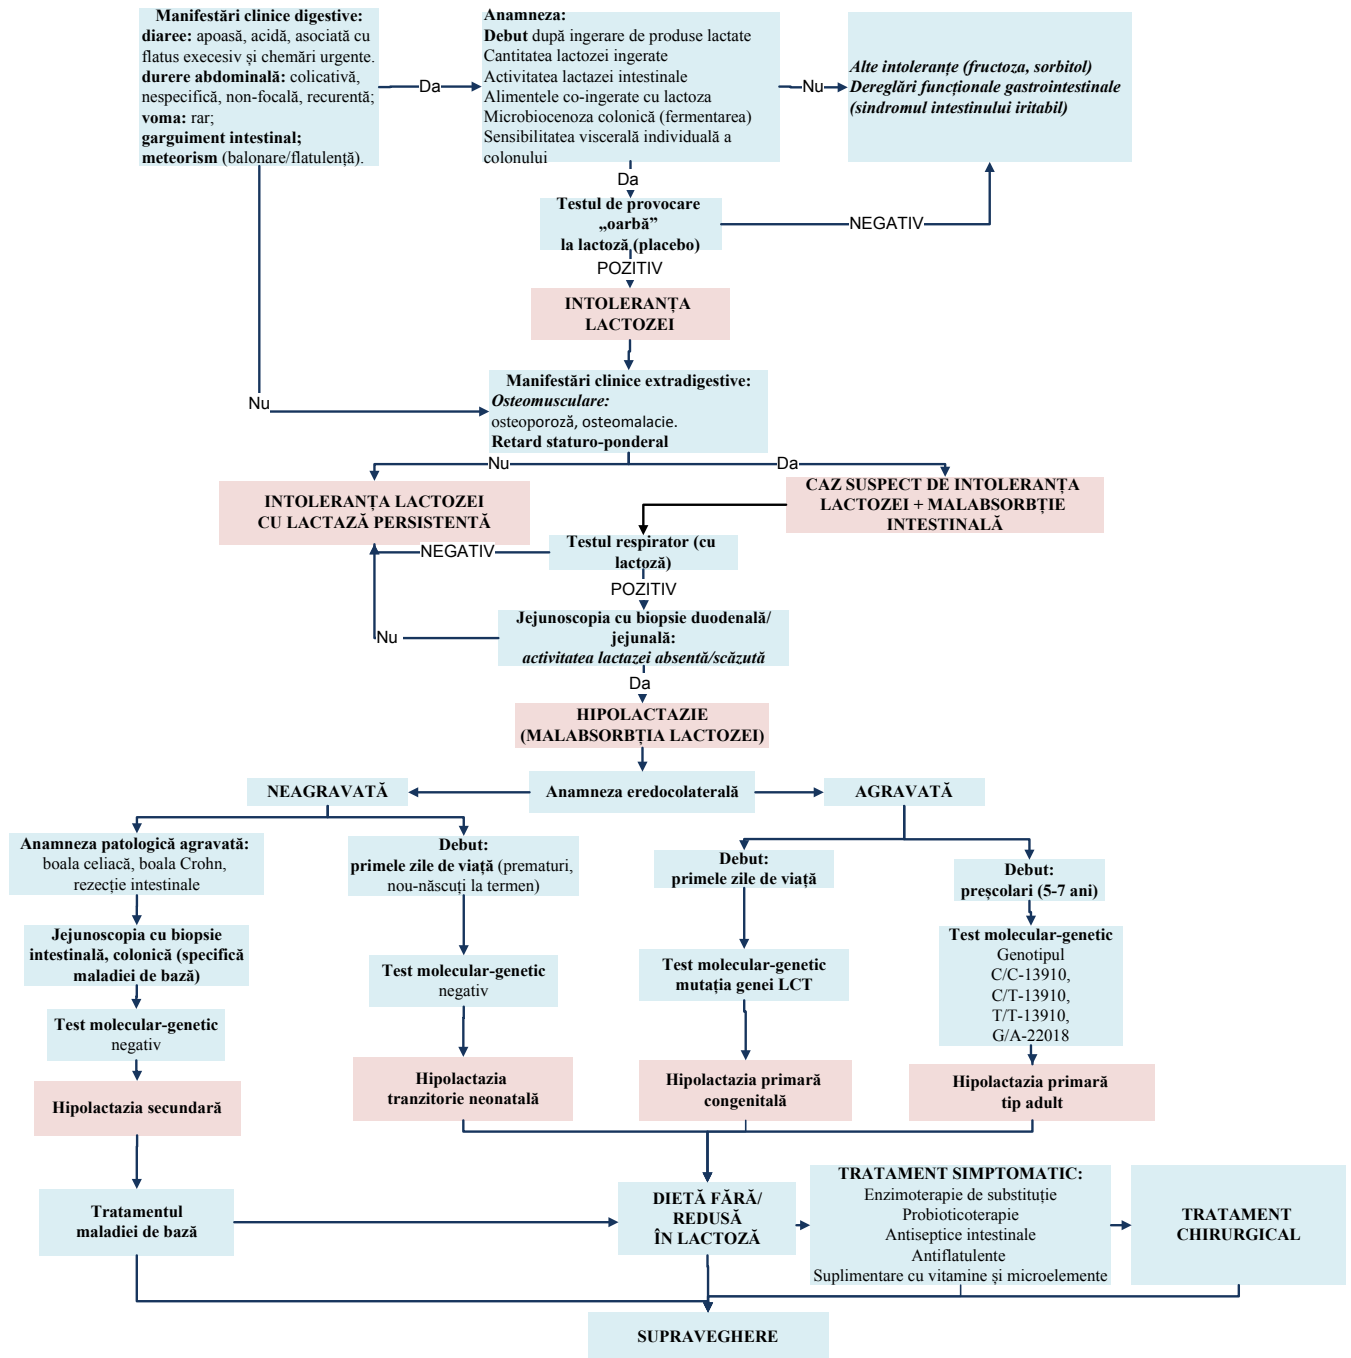 Manifestări clinice digestive:
diaree: apoasă, acidă, asociată cu
flatus execesiv și chemări urgente.
durere abdominală: colicativă,
nespecifică, non-focală, recurentă;
voma: rar;
garguiment intestinal;
meteorism (balonare/flatulență).
Da
Anamneza:
Debut după ingerare de produse lactate
Cantitatea lactozei ingerate
Activitatea lactazei intestinale
Alimentele co-ingerate cu lactoza
Microbiocenoza colonică (fermentarea)
Sensibilitatea viscerală individuală a
colonului
Nu
Alte intoleranțe (fructoza, sorbitol)
Dereglări funcționale gastrointestinale
(sindromul intestinului iritabil)
Da
Testul de provocare
„oarbă”
la lactoză (placebo)
NEGATIV
POZITIV
INTOLERANȚA
LACTOZEI
Nu
Manifestări clinice extradigestive:
Osteomusculare:
osteoporoză, osteomalacie.
Retard staturo-ponderal
Nu
Da
INTOLERANȚA LACTOZEI
CU LACTAZĂ PERSISTENTĂ
CAZ SUSPECT DE INTOLERANȚA
LACTOZEI + MALABSORBȚIE
INTESTINALĂ
Testul respirator (cu
lactoză)
NEGATIV
POZITIV
Jejunoscopia cu biopsie duodenală/
jejunală:
activitatea lactazei absentă/scăzută
Nu
Da
HIPOLACTAZIE
(MALABSORBȚIA LACTOZEI)
NEAGRAVATĂ
Anamneza eredocolaterală
AGRAVATĂ
Anamneza patologică agravată:
boala celiacă, boala Crohn,
rezecție intestinale
Debut:
primele zile de viață (prematuri,
nou-născuți la termen)
Debut:
primele zile de viață
Debut:
preșcolari (5-7 ani)
Jejunoscopia cu biopsie
intestinală, colonică (specifică
maladiei de bază)
Test molecular-genetic
negativ
Test molecular-genetic
mutația genei LCT
Test molecular-genetic
Genotipul
C/C-13910,
C/T-13910,
T/T-13910,
G/A-22018
Test molecular-genetic
negativ
Hipolactazia secundară
Hipolactazia
tranzitorie neonatală
Hipolactazia primară
congenitală
Hipolactazia primară
tip adult
Tratamentul
maladiei de bază
DIETĂ FĂRĂ/
REDUSĂ
ÎN LACTOZĂ
TRATAMENT SIMPTOMATIC:
Enzimoterapie de substituție
Probioticoterapie
Antiseptice intestinale
Antiflatulente
Suplimentare cu vitamine și microelemente
TRATAMENT
CHIRURGICAL
SUPRAVEGHERE